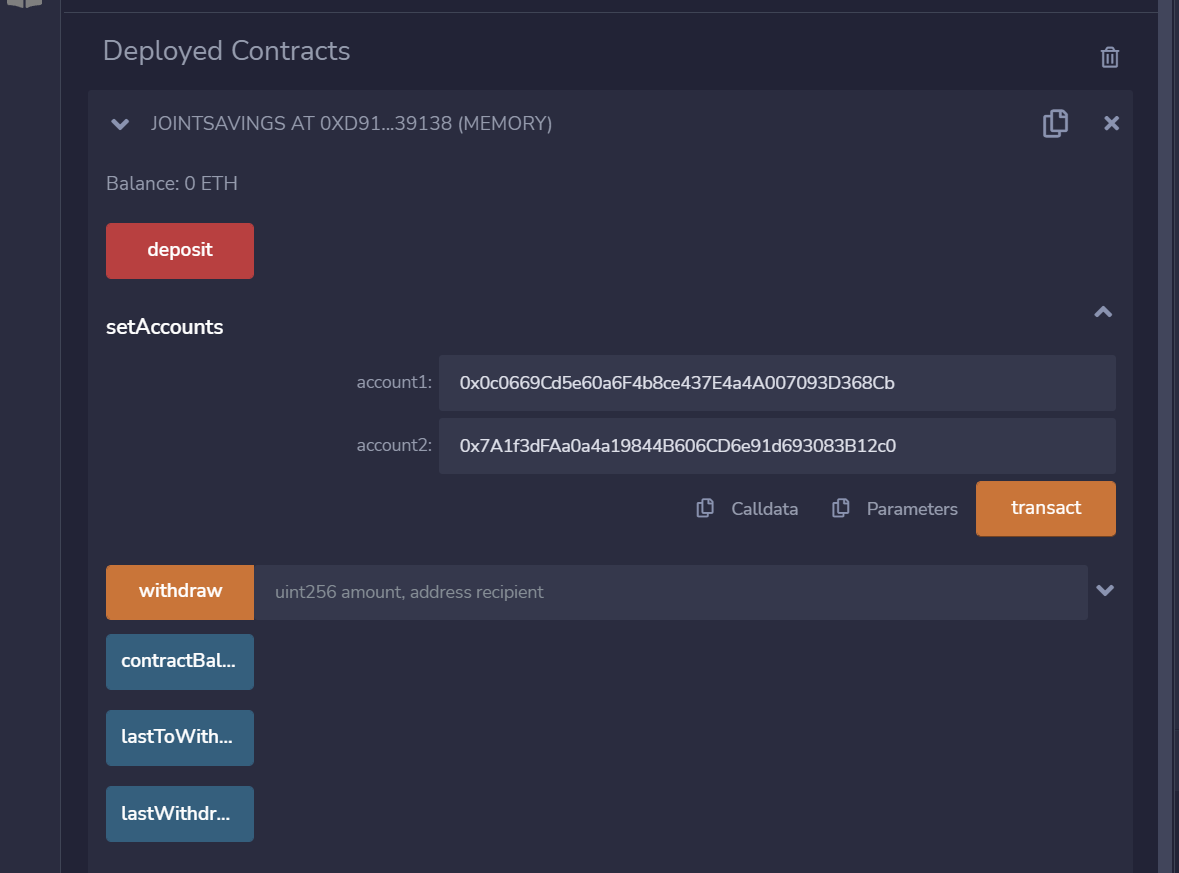 Deployed Contracts
JOINTSAVINGS AT 0XD91...39138 (MEMORY)
Balance: 0 ETH
deposit
setAccounts
account1: 0x0c0669Cd5e60a6F4b8ce437E4a4A007093D368Cb
account2: 0x7A1f3dFAa0a4a19844B606CD6e91d693083B12c0
Calldata Parameters transact
withdraw uint256 amount, address recipient
contractBal...
lastToWith...
lastWithdr...